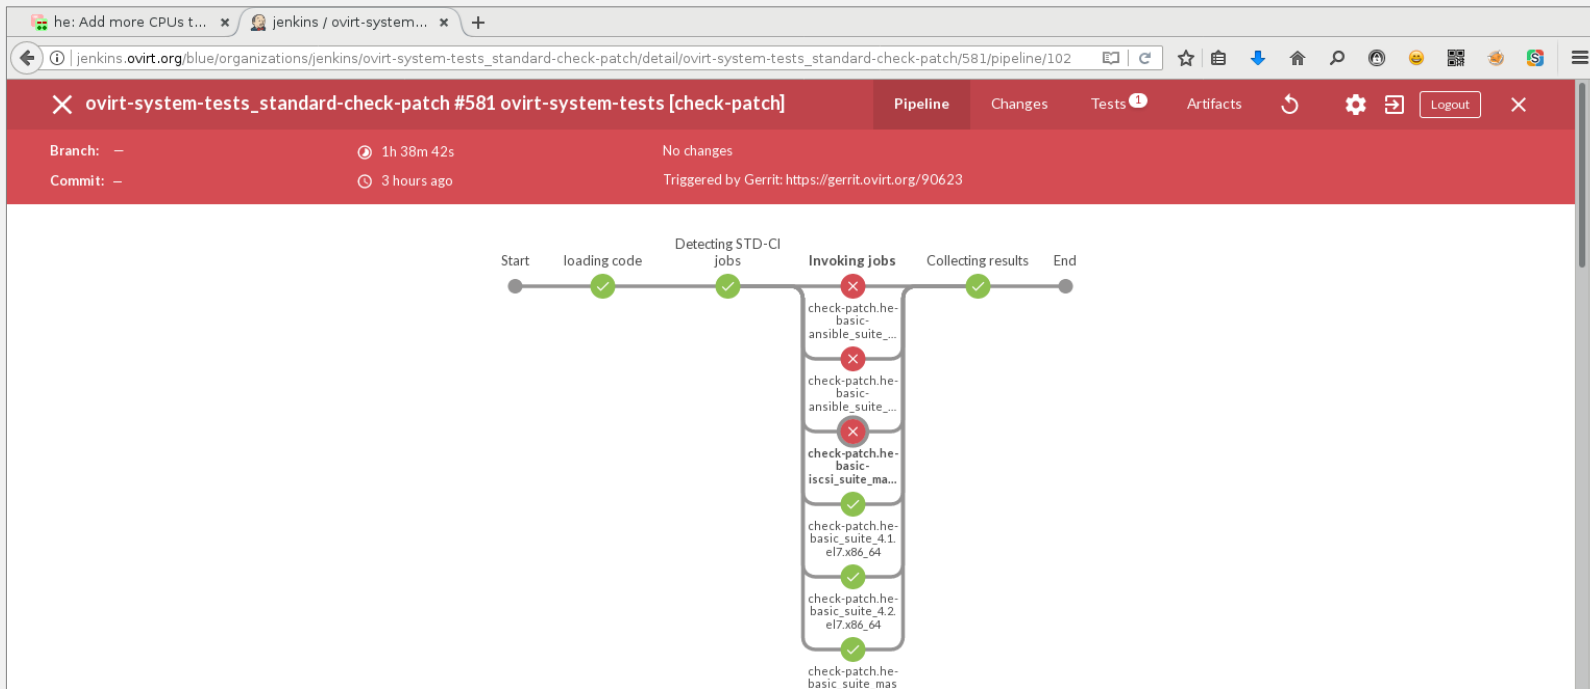 he: Add more CPUs t...
jenkins / ovirt-system...
jenkins.ovirt.org/blue/organizations/jenkins/ovirt-system-tests_standard-check-patch/detail/ovirt-system-tests_standard-check-patch/581/pipeline/102
ovirt-system-tests_standard-check-patch #581 ovirt-system-tests [check-patch]
Pipeline
Changes
Tests 1
Artifacts
Logout
Branch: —
1h 38m 42s
No changes
Commit: —
3 hours ago
Triggered by Gerrit: https://gerrit.ovirt.org/90623
Start
loading code
Detecting STD-CI
jobs
Invoking jobs
Collecting results
End
check-patch.he-
basic-
ansible_suite_...
check-patch.he-
basic-
ansible_suite_...
check-patch.he-
basic-
iscsi_suite_ma...
check-patch.he-
basic_suite_4.1.
el7.x86_64
check-patch.he-
basic_suite_4.2.
el7.x86_64
check-patch.he-
basic_suite_mas